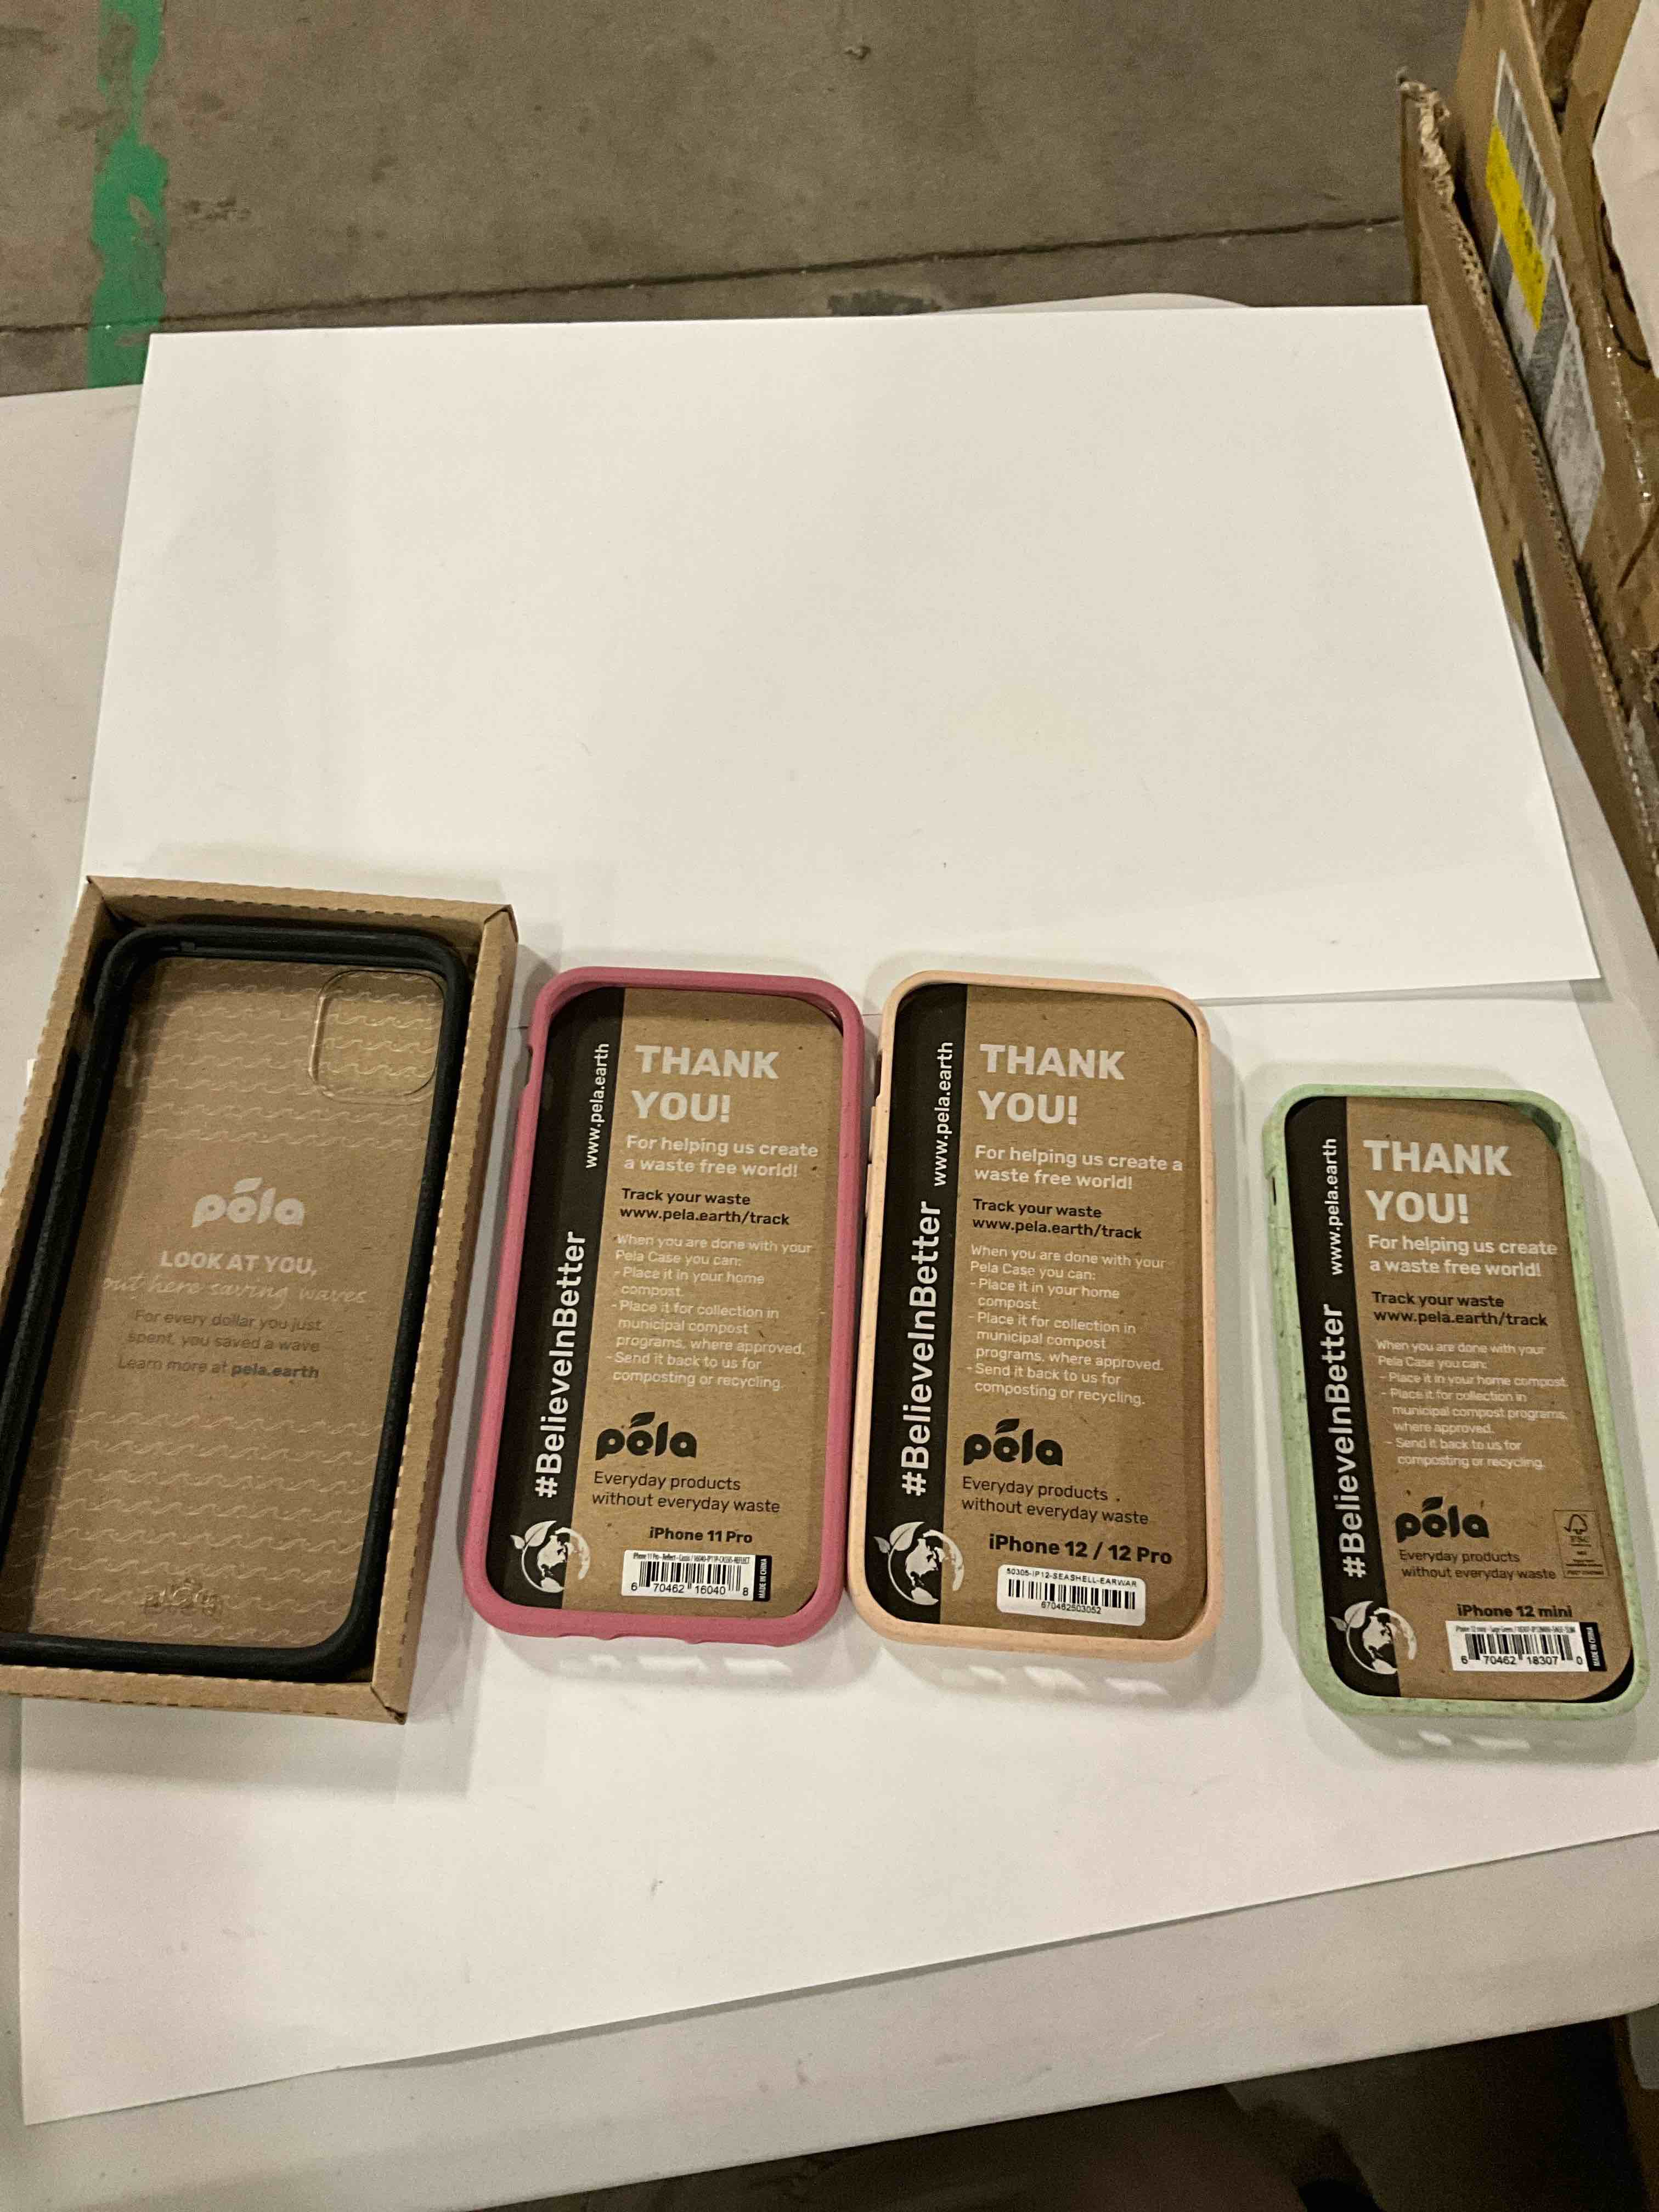 pela
LOOK AT YOU,
out here saving waves
For every dollar you just
spent, you saved a wave
Learn more at pela.earth
#BelieveInBetter www.pela.earth
THANK
YOU!
For helping us create
a waste free world!
Track your waste
www.pela.earth/track
When you are done with your
Pela Case you can:
- Place it in your home
compost.
- Place it for collection in
municipal compost
programs, where approved.
- Send it back to us for
composting or recycling.
pela
Everyday products
without everyday waste
iPhone 11 Pro
6 70462 16040 8
MADE IN CHINA
#BelieveInBetter www.pela.earth
THANK
YOU!
For helping us create a
waste free world!
Track your waste
www.pela.earth/track
When you are done with your
Pela Case you can:
- Place it in your home
compost.
- Place it for collection in
municipal compost
programs, where approved.
- Send it back to us for
composting or recycling.
pela
Everyday products
without everyday waste
iPhone 12 / 12 Pro
50305-IP12-SEASHELL-EARWAR
670462503052
#BelieveInBetter www.pela.earth
THANK
YOU!
For helping us create
a waste free world!
Track your waste
www.pela.earth/track
When you are done with your
Pela Case you can:
- Place it in your home compost.
- Place it for collection in
municipal compost programs,
where approved.
- Send it back to us for
composting or recycling.
pela
Everyday products
without everyday waste
FSC
iPhone 12 mini
6 70462 18307 0
MADE IN CHINA